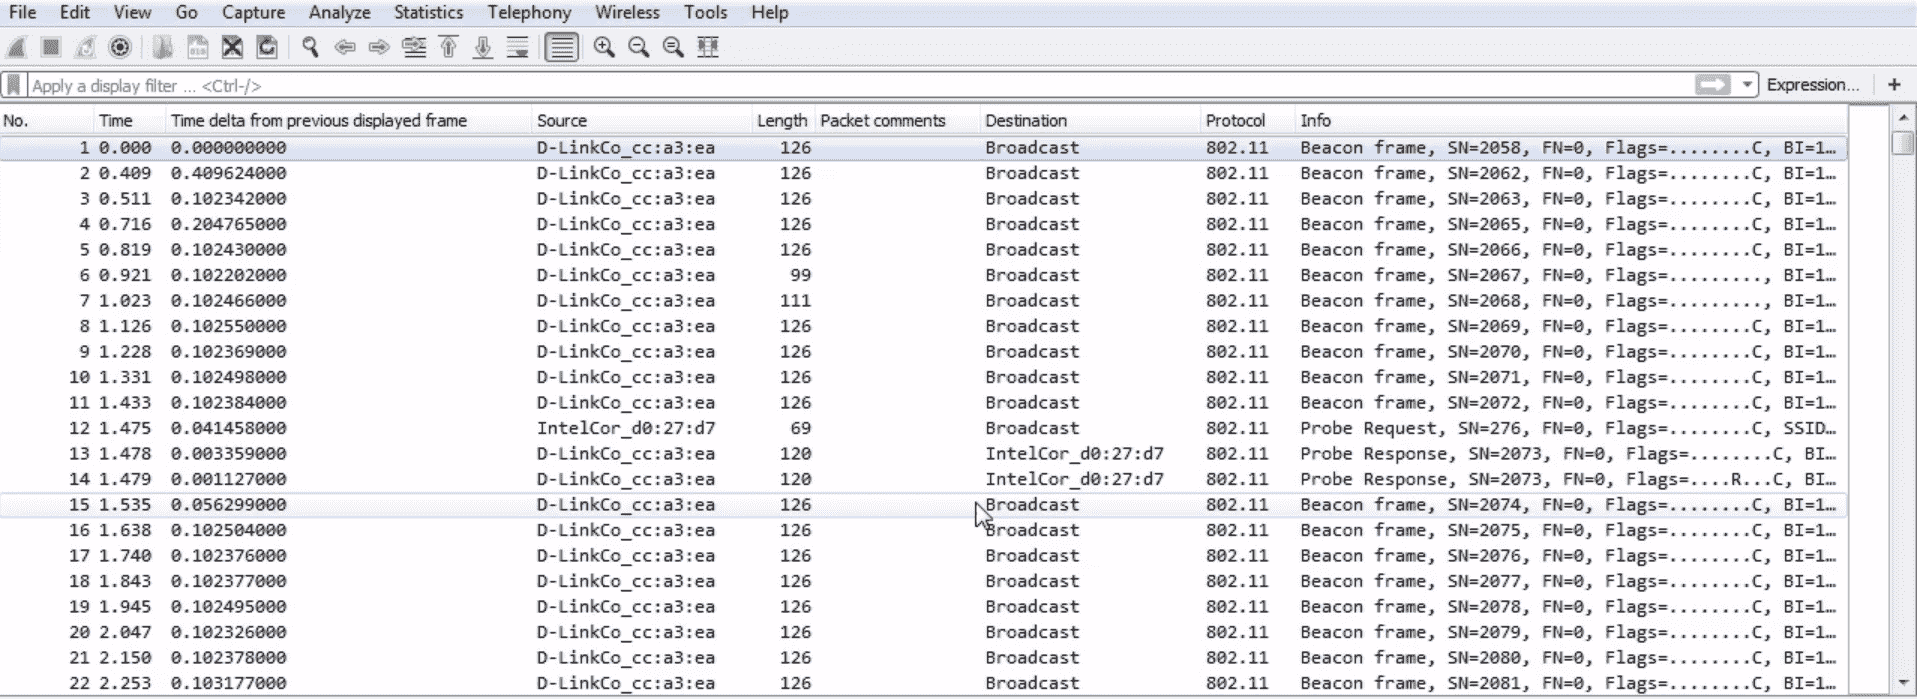 File Edit View Go Capture Analyze Statistics Telephony Wireless Tools Help
Apply a display filter ... <Ctrl-/> Expression... +
No. Time Time delta from previous displayed frame Source Length Packet comments Destination Protocol Info
1 0.000 0.000000000 D-LinkCo_cc:a3:ea 126 Broadcast 802.11 Beacon frame, SN=2058, FN=0, Flags=........C, BI=1…
2 0.409 0.409624000 D-LinkCo_cc:a3:ea 126 Broadcast 802.11 Beacon frame, SN=2062, FN=0, Flags=........C, BI=1…
3 0.511 0.102342000 D-LinkCo_cc:a3:ea 126 Broadcast 802.11 Beacon frame, SN=2063, FN=0, Flags=........C, BI=1…
4 0.716 0.204765000 D-LinkCo_cc:a3:ea 126 Broadcast 802.11 Beacon frame, SN=2065, FN=0, Flags=........C, BI=1…
5 0.819 0.102430000 D-LinkCo_cc:a3:ea 126 Broadcast 802.11 Beacon frame, SN=2066, FN=0, Flags=........C, BI=1…
6 0.921 0.102202000 D-LinkCo_cc:a3:ea 99 Broadcast 802.11 Beacon frame, SN=2067, FN=0, Flags=........., BI=1…
7 1.023 0.102466000 D-LinkCo_cc:a3:ea 111 Broadcast 802.11 Beacon frame, SN=2068, FN=0, Flags=........., BI=1…
8 1.126 0.102550000 D-LinkCo_cc:a3:ea 126 Broadcast 802.11 Beacon frame, SN=2069, FN=0, Flags=........C, BI=1…
9 1.228 0.102369000 D-LinkCo_cc:a3:ea 126 Broadcast 802.11 Beacon frame, SN=2070, FN=0, Flags=........C, BI=1…
10 1.331 0.102498000 D-LinkCo_cc:a3:ea 126 Broadcast 802.11 Beacon frame, SN=2071, FN=0, Flags=........C, BI=1…
11 1.433 0.102384000 D-LinkCo_cc:a3:ea 126 Broadcast 802.11 Beacon frame, SN=2072, FN=0, Flags=........C, BI=1…
12 1.475 0.041458000 IntelCor_d0:27:d7 69 Broadcast 802.11 Probe Request, SN=276, FN=0, Flags=........C, SSID…
13 1.478 0.003359000 D-LinkCo_cc:a3:ea 120 IntelCor_d0:27:d7 802.11 Probe Response, SN=2073, FN=0, Flags=........C, BI…
14 1.479 0.001127000 D-LinkCo_cc:a3:ea 120 IntelCor_d0:27:d7 802.11 Probe Response, SN=2073, FN=0, Flags=....R...C, BI…
15 1.535 0.056299000 D-LinkCo_cc:a3:ea 126 Broadcast 802.11 Beacon frame, SN=2074, FN=0, Flags=........C, BI=1…
16 1.638 0.102504000 D-LinkCo_cc:a3:ea 126 Broadcast 802.11 Beacon frame, SN=2075, FN=0, Flags=........C, BI=1…
17 1.740 0.102376000 D-LinkCo_cc:a3:ea 126 Broadcast 802.11 Beacon frame, SN=2076, FN=0, Flags=........C, BI=1…
18 1.843 0.102377000 D-LinkCo_cc:a3:ea 126 Broadcast 802.11 Beacon frame, SN=2077, FN=0, Flags=........C, BI=1…
19 1.945 0.102495000 D-LinkCo_cc:a3:ea 126 Broadcast 802.11 Beacon frame, SN=2078, FN=0, Flags=........C, BI=1…
20 2.047 0.102326000 D-LinkCo_cc:a3:ea 126 Broadcast 802.11 Beacon frame, SN=2079, FN=0, Flags=........C, BI=1…
21 2.150 0.102378000 D-LinkCo_cc:a3:ea 126 Broadcast 802.11 Beacon frame, SN=2080, FN=0, Flags=........C, BI=1…
22 2.253 0.103177000 D-LinkCo_cc:a3:ea 126 Broadcast 802.11 Beacon frame, SN=2081, FN=0, Flags=........C, BI=1…